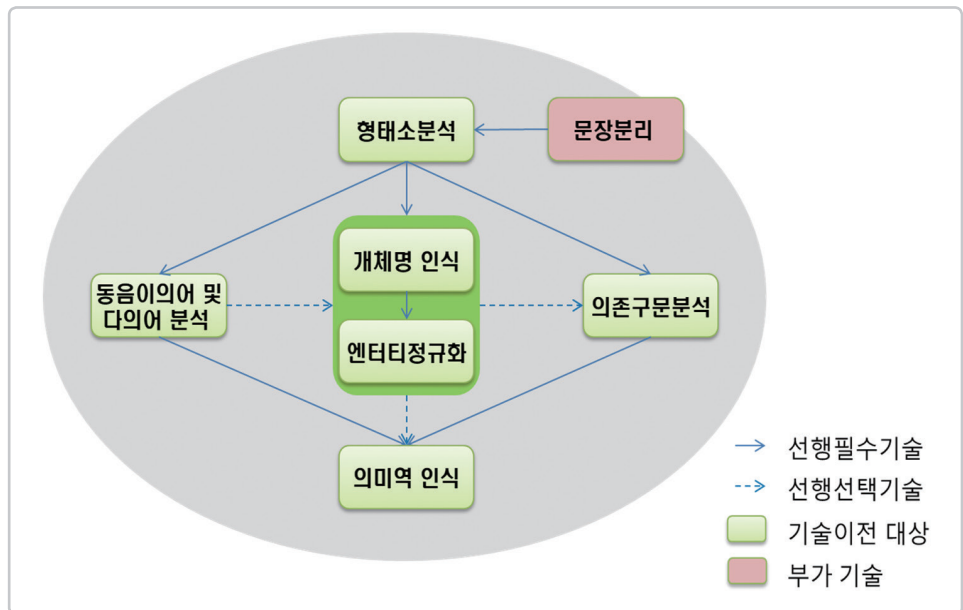 형태소분석
문장분리
개체명 인식
동음이의어 및
다의어 분석
의존구문분석
엔터티정규화
의미역 인식
선행필수기술
선행선택기술
기술이전 대상
부가 기술